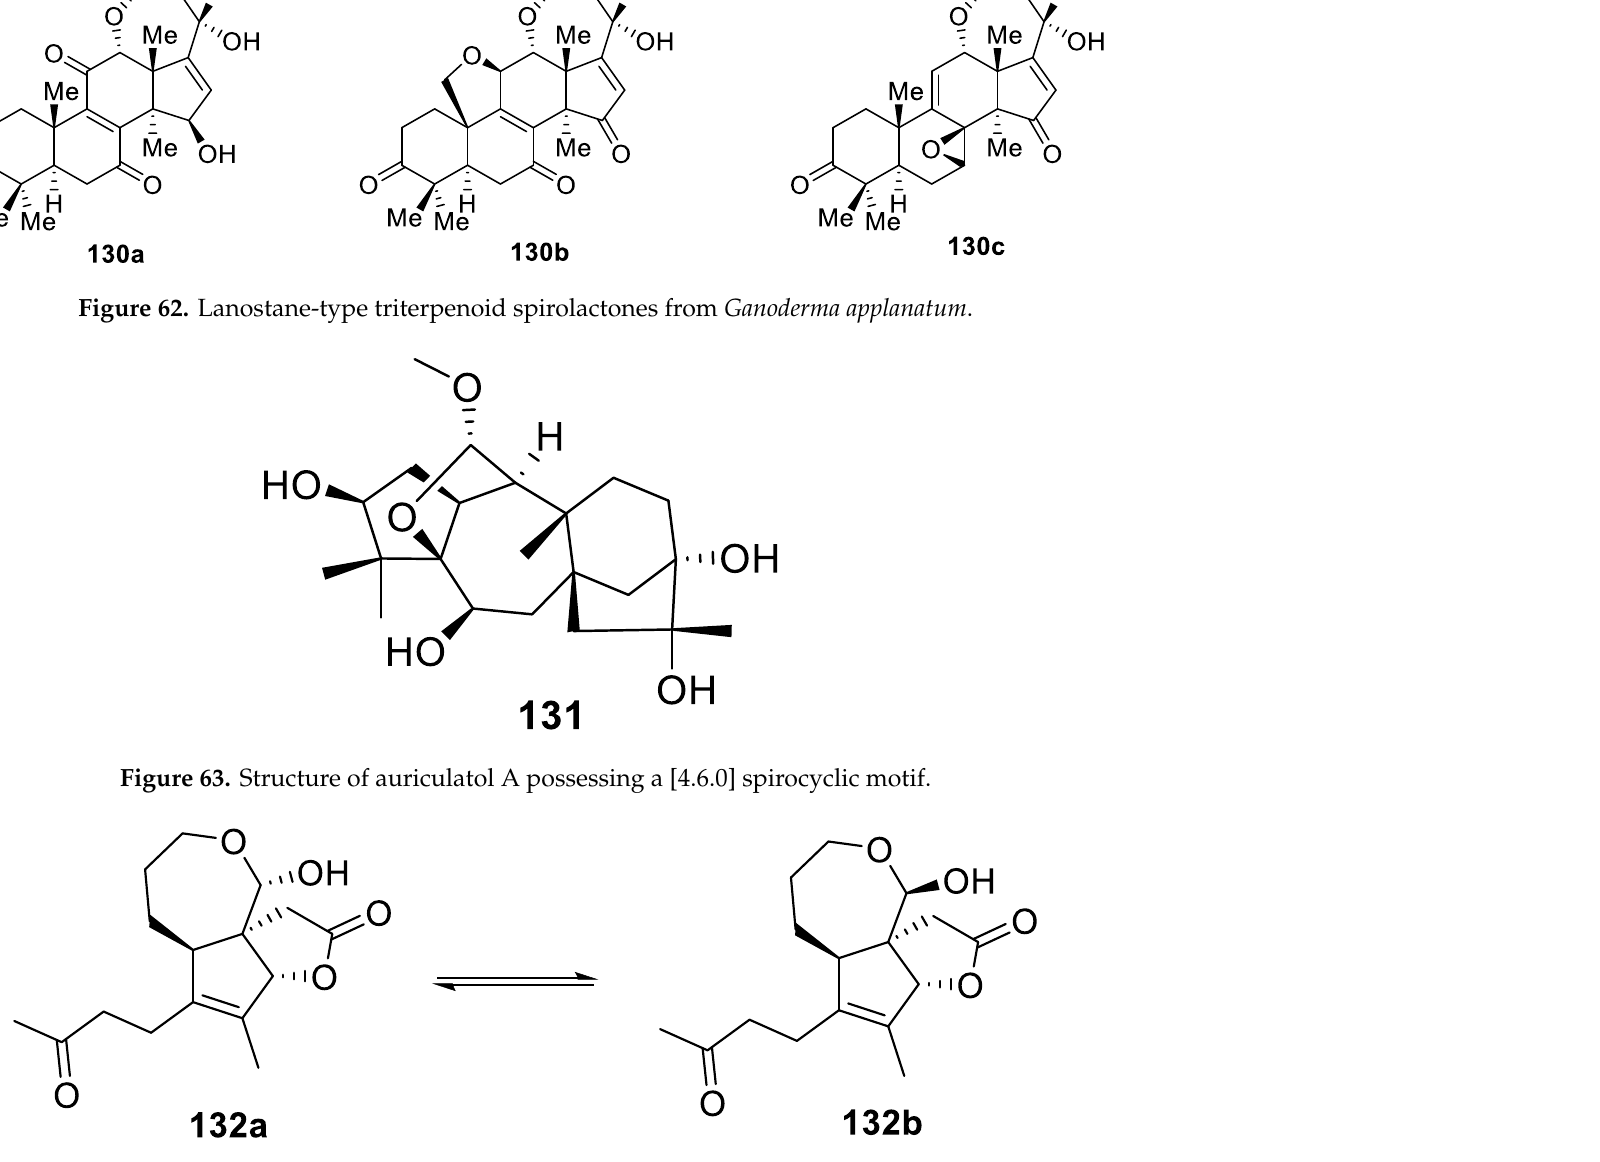 O O O
Me OH Me OH Me OH
O O
Me Me
O
Me OH Me O Me O
O O O O O
H H H
e Me Me Me Me Me
130a 130b 130c
Figure 62. Lanostane-type triterpenoid spirolactones from Ganoderma applanatum.
O
H
HO
O
OH
HO
OH
131
Figure 63. Structure of auriculatol A possessing a [4.6.0] spirocyclic motif.
O O
OH OH
O O
O O
O O
132a 132b